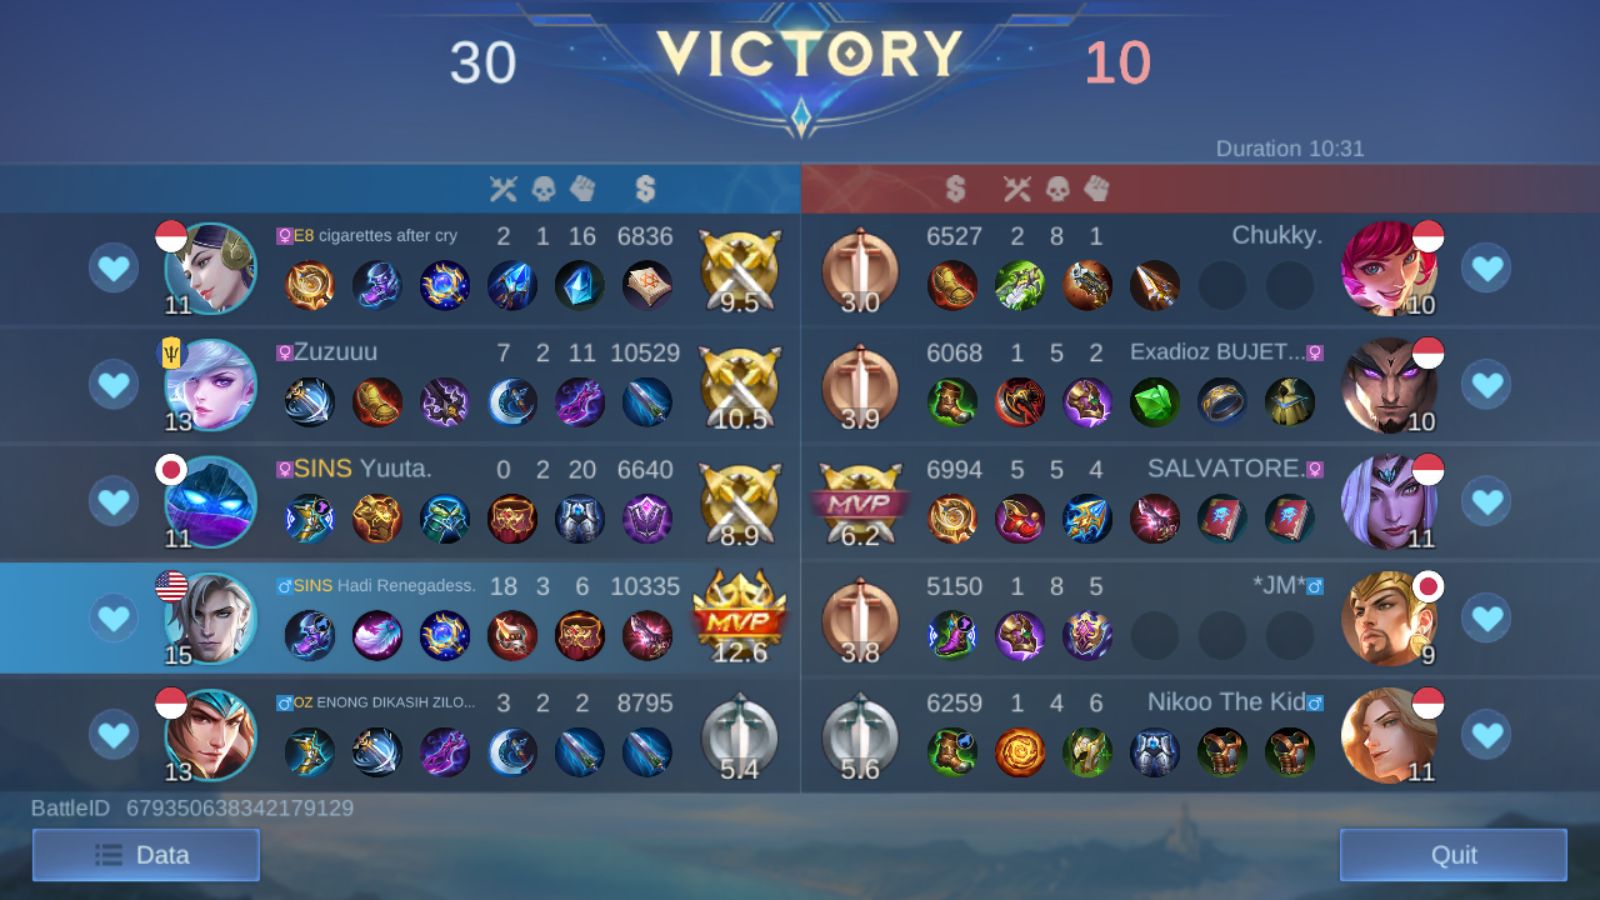 30 VICTORY 10
Duration 10:31
E8 cigarettes after cry 2 1 16 6836
11 9.5
Zuzuuu 7 2 11 10529
13 10.5
SINS Yuuta. 0 2 20 6640
11 8.9
SINS Hadi Renegadess. 18 3 6 10335
MVP
15 12.6
OZ ENONG DIKASIH ZILO... 3 2 2 8795
13 5.4
6527 2 8 1 Chukky.
3.0 10
6068 1 5 2 Exadioz BUJET...
3.9 10
6994 5 5 4 SALVATORE.
MVP
6.2 11
5150 1 8 5 *JM*
3.8 9
6259 1 4 6 Nikoo The Kid
5.6 11
BattleID 679350638342179129
Data
Quit